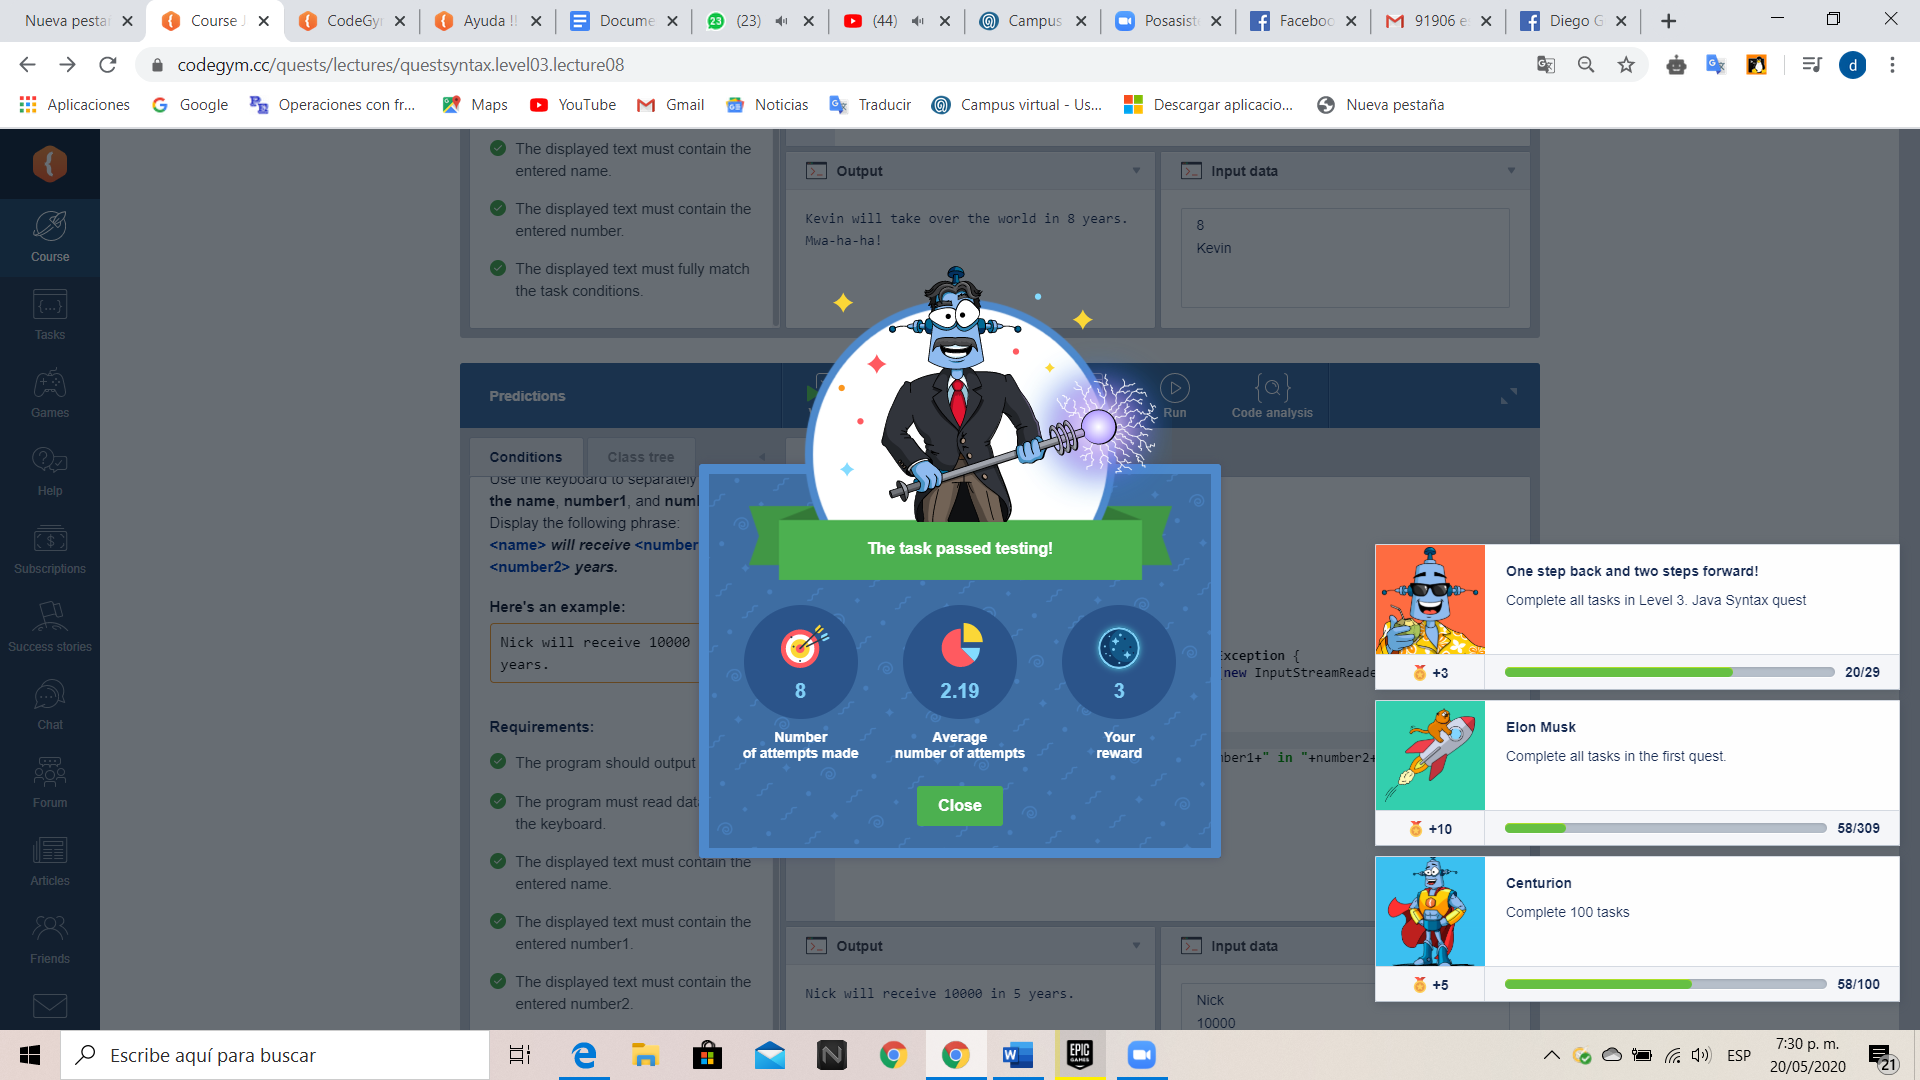 Nueva pesta
Course J
CodeGy
Ayuda !!
Docume
23
(23)
(44)
Campus
Posasist
Faceboo
91906 e
Diego G
codegym.cc/quests/lectures/questsyntax.level03.lecture08
d
Aplicaciones
Google
Operaciones con fr...
Maps
YouTube
Gmail
Noticias
Traducir
Campus virtual - Us...
Descargar aplicacio...
Nueva pestaña
Course
Tasks
Games
Help
Subscriptions
Success stories
Chat
Forum
Articles
Friends
The displayed text must contain the
entered name.
The displayed text must contain the
entered number.
The displayed text must fully match
the task conditions.
Output
Kevin will take over the world in 8 years.
Mwa-ha-ha!
Input data
8
Kevin
Predictions
Run
Code analysis
Conditions
Class tree
Use the keyboard to separately
the name, number1, and num
Display the following phrase:
<name> will receive <number
<number2> years.
Here's an example:
Nick will receive 10000
years.
Requirements:
The program should output
The program must read dat
the keyboard.
The displayed text must contain the
entered name.
The displayed text must contain the
entered number1.
The displayed text must contain the
entered number2.
xception {
new InputStreamReade
ber1+" in "+number2+
Output
Nick will receive 10000 in 5 years.
Input data
Nick
10000
The task passed testing!
8
Number
of attempts made
2.19
Average
number of attempts
3
Your
reward
Close
One step back and two steps forward!
Complete all tasks in Level 3. Java Syntax quest
+3
20/29
Elon Musk
Complete all tasks in the first quest.
+10
58/309
Centurion
Complete 100 tasks
+5
58/100
Escribe aquí para buscar
EPIC
GAMES
ESP
7:30 p. m.
20/05/2020
21